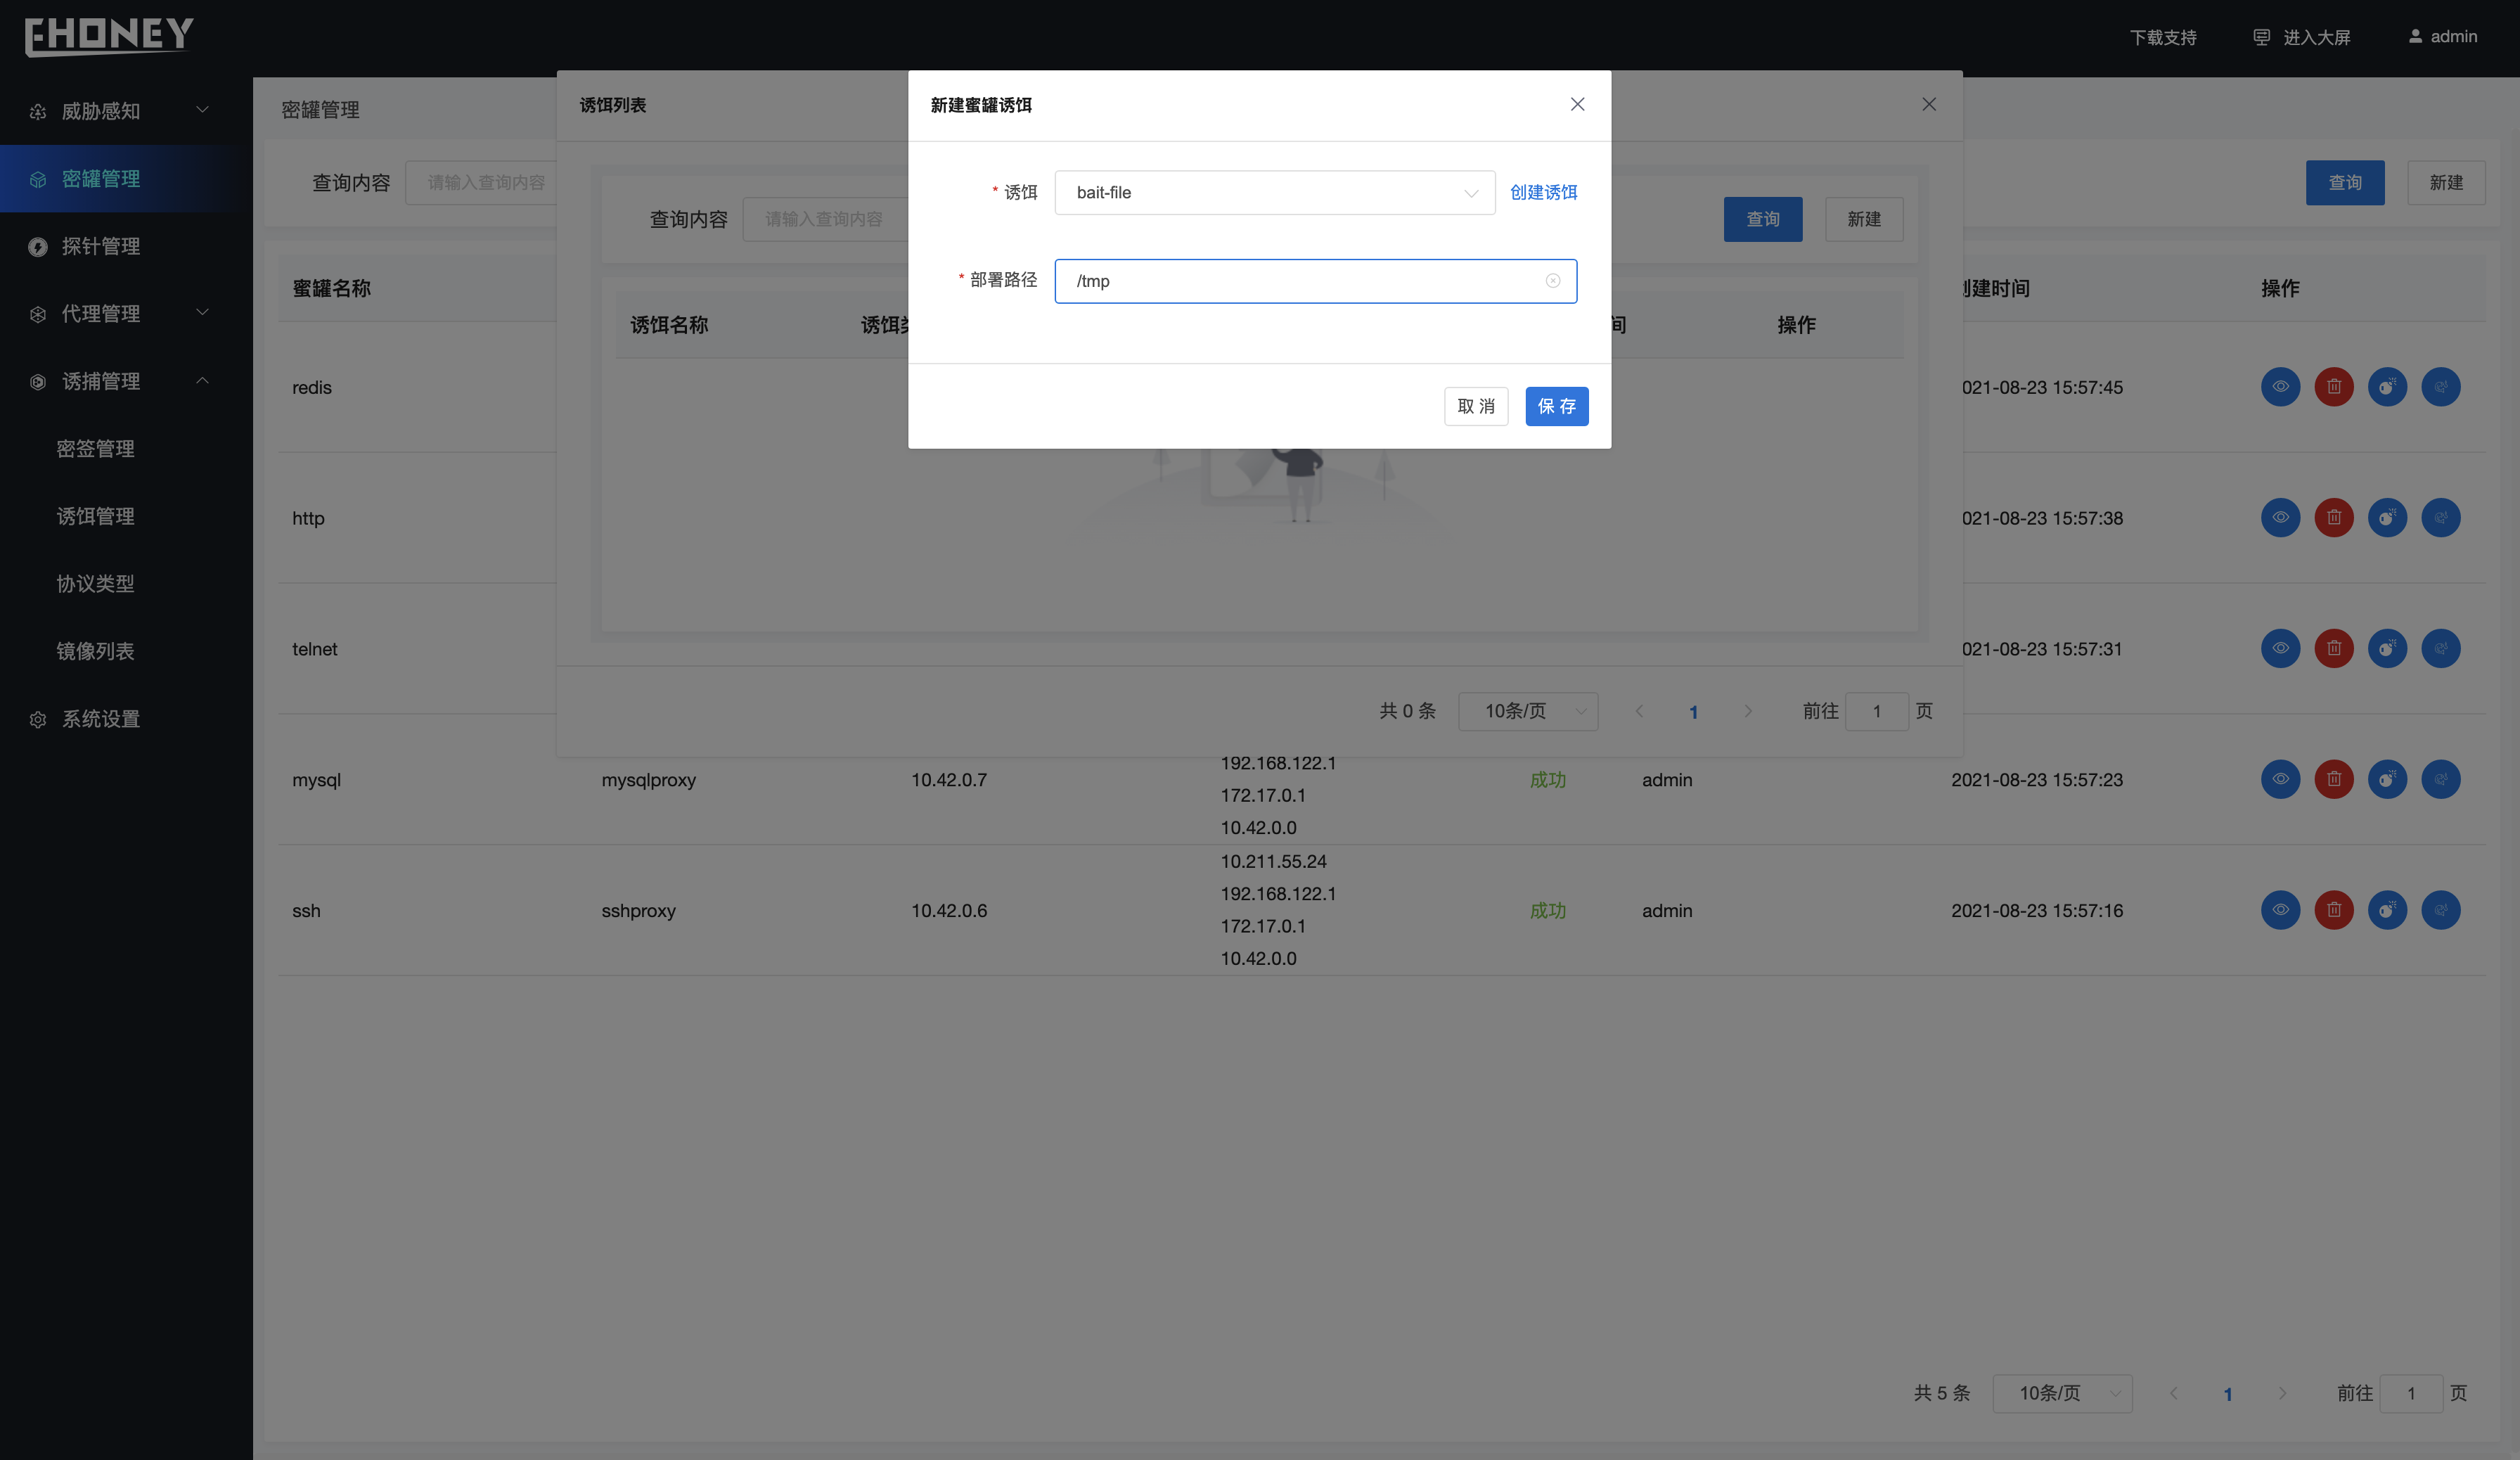 EHONEY
下载支持
进入大屏
admin
威胁感知
密罐管理
探针管理
代理管理
诱捕管理
密签管理
诱饵管理
协议类型
镜像列表
系统设置
密罐管理
查询内容 请输入查询内容
查询 新建
蜜罐名称
创建时间 操作
redis 021-08-23 15:57:45
http 021-08-23 15:57:38
telnet 021-08-23 15:57:31
mysql mysqlproxy 10.42.0.7
192.168.122.1
172.17.0.1
10.42.0.0
成功 admin 2021-08-23 15:57:23
ssh sshproxy 10.42.0.6
10.211.55.24
192.168.122.1
172.17.0.1
10.42.0.0
成功 admin 2021-08-23 15:57:16
共 5 条 10条/页 1 前往 1 页
诱饵列表
查询内容 请输入查询内容
查询 新建
诱饵名称 诱饵 间 操作
共 0 条 10条/页 1 前往 1 页
新建蜜罐诱饵
* 诱饵 bait-file 创建诱饵
* 部署路径 /tmp
取 消 保 存